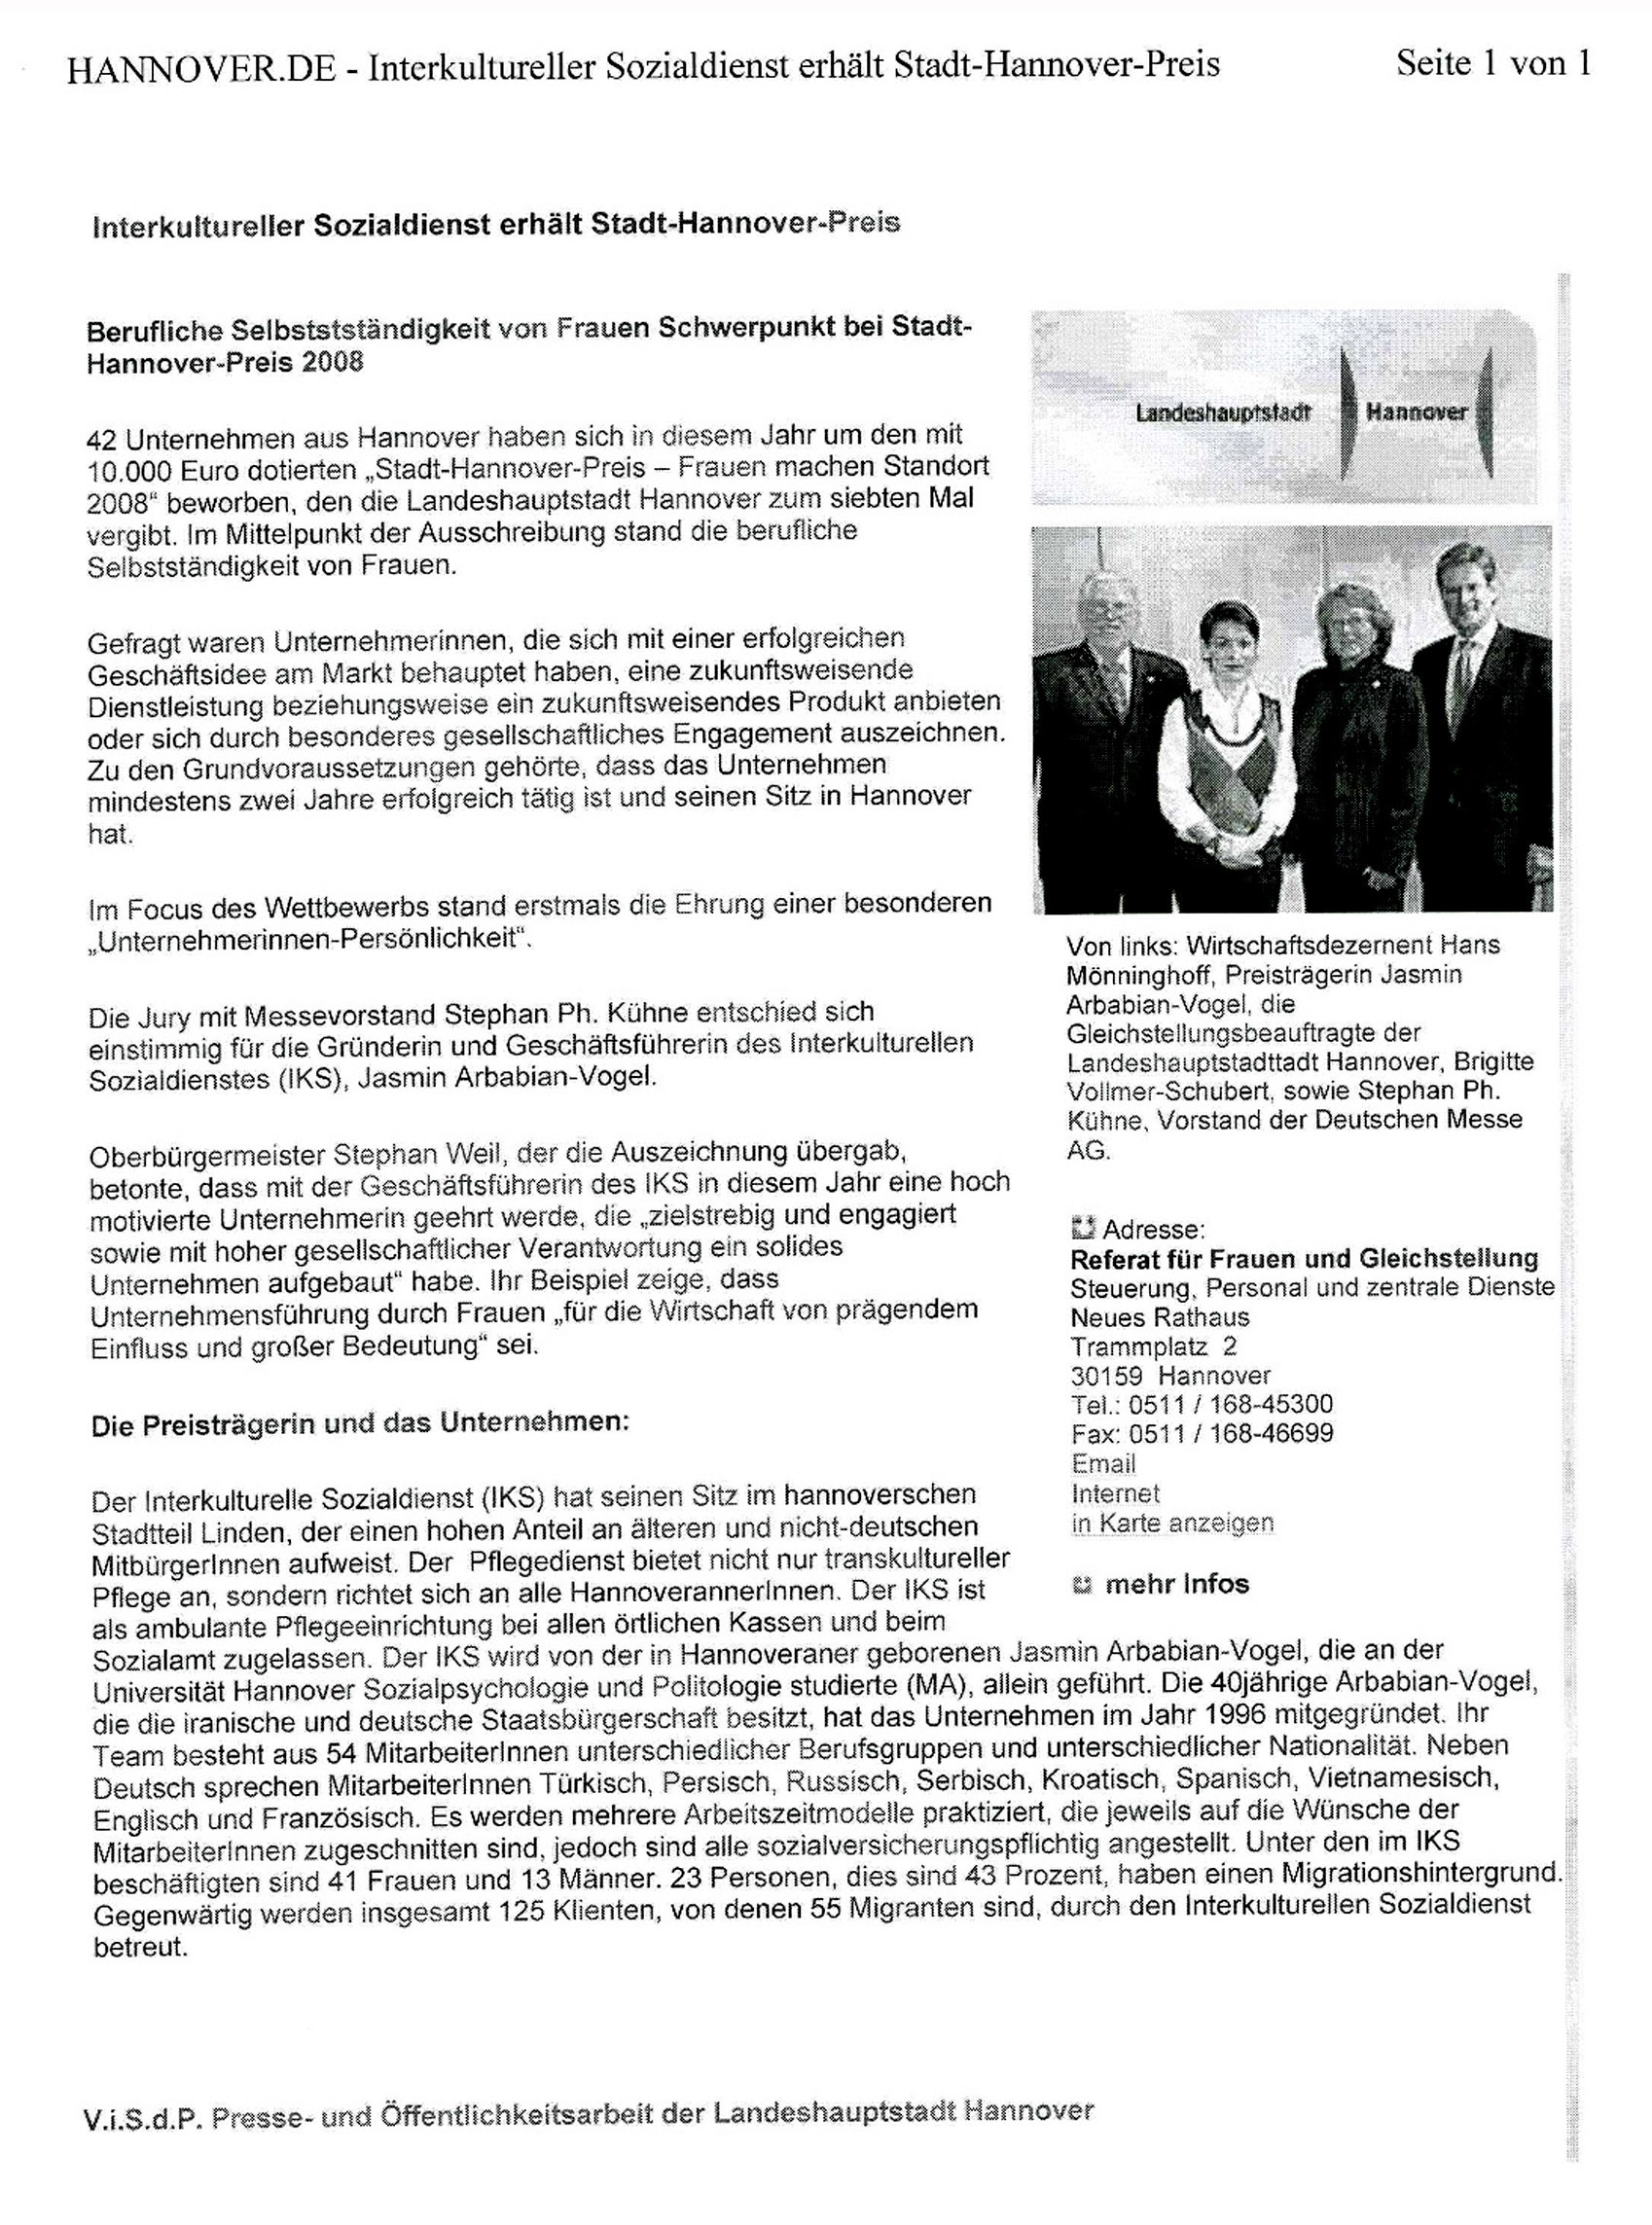 HANNOVER.DE - Interkultureller Sozialdienst erhält Stadt-Hannover-Preis
Seite 1 von 1
Interkultureller Sozialdienst erhält Stadt-Hannover-Preis
Berufliche Selbstsständigkeit von Frauen Schwerpunkt bei Stadt-
Hannover-Preis 2008
42 Unternehmen aus Hannover haben sich in diesem Jahr um den mit
10.000 Euro dotierten „Stadt-Hannover-Preis – Frauen machen Standort
2008“ beworben, den die Landeshauptstadt Hannover zum siebten Mal
vergibt. Im Mittelpunkt der Ausschreibung stand die berufliche
Selbstständigkeit von Frauen.
Gefragt waren Unternehmerinnen, die sich mit einer erfolgreichen
Geschäftsidee am Markt behauptet haben, eine zukunftsweisende
Dienstleistung beziehungsweise ein zukunftsweisendes Produkt anbieten
oder sich durch besonderes gesellschaftliches Engagement auszeichnen.
Zu den Grundvoraussetzungen gehörte, dass das Unternehmen
mindestens zwei Jahre erfolgreich tätig ist und seinen Sitz in Hannover
hat.
Im Focus des Wettbewerbs stand erstmals die Ehrung einer besonderen
„Unternehmerinnen-Persönlichkeit“.
Die Jury mit Messevorstand Stephan Ph. Kühne entschied sich
einstimmig für die Gründerin und Geschäftsführerin des Interkulturellen
Sozialdienstes (IKS), Jasmin Arbabian-Vogel.
Oberbürgermeister Stephan Weil, der die Auszeichnung übergab,
betonte, dass mit der Geschäftsführerin des IKS in diesem Jahr eine hoch
motivierte Unternehmerin geehrt werde, die „zielstrebig und engagiert
sowie mit hoher gesellschaftlicher Verantwortung ein solides
Unternehmen aufgebaut“ habe. Ihr Beispiel zeige, dass
Unternehmensführung durch Frauen „für die Wirtschaft von prägendem
Einfluss und großer Bedeutung“ sei.
Die Preisträgerin und das Unternehmen:
Der Interkulturelle Sozialdienst (IKS) hat seinen Sitz im hannoverschen
Stadtteil Linden, der einen hohen Anteil an älteren und nicht-deutschen
MitbürgerInnen aufweist. Der Pflegedienst bietet nicht nur transkultureller
Pflege an, sondern richtet sich an alle HannoverannerInnen. Der IKS ist
als ambulante Pflegeeinrichtung bei allen örtlichen Kassen und beim
Sozialamt zugelassen. Der IKS wird von der in Hannoveraner geborenen Jasmin Arbabian-Vogel, die an der
Universität Hannover Sozialpsychologie und Politologie studierte (MA), allein geführt. Die 40jährige Arbabian-Vogel,
die die iranische und deutsche Staatsbürgerschaft besitzt, hat das Unternehmen im Jahr 1996 mitgegründet. Ihr
Team besteht aus 54 MitarbeiterInnen unterschiedlicher Berufsgruppen und unterschiedlicher Nationalität. Neben
Deutsch sprechen MitarbeiterInnen Türkisch, Persisch, Russisch, Serbisch, Kroatisch, Spanisch, Vietnamesisch,
Englisch und Französisch. Es werden mehrere Arbeitszeitmodelle praktiziert, die jeweils auf die Wünsche der
MitarbeiterInnen zugeschnitten sind, jedoch sind alle sozialversicherungspflichtig angestellt. Unter den im IKS
beschäftigten sind 41 Frauen und 13 Männer. 23 Personen, dies sind 43 Prozent, haben einen Migrationshintergrund.
Gegenwärtig werden insgesamt 125 Klienten, von denen 55 Migranten sind, durch den Interkulturellen Sozialdienst
betreut.
Landeshauptstadt Hannover
Von links: Wirtschaftsdezernent Hans
Mönninghoff, Preisträgerin Jasmin
Arbabian-Vogel, die
Gleichstellungsbeauftragte der
Landeshauptstadttadt Hannover, Brigitte
Vollmer-Schubert, sowie Stephan Ph.
Kühne, Vorstand der Deutschen Messe
AG.
Adresse:
Referat für Frauen und Gleichstellung
Steuerung, Personal und zentrale Dienste
Neues Rathaus
Trammplatz 2
30159 Hannover
Tel.: 0511 / 168-45300
Fax: 0511 / 168-46699
Email
Internet
in Karte anzeigen
mehr Infos
V.i.S.d.P. Presse- und Öffentlichkeitsarbeit der Landeshauptstadt Hannover